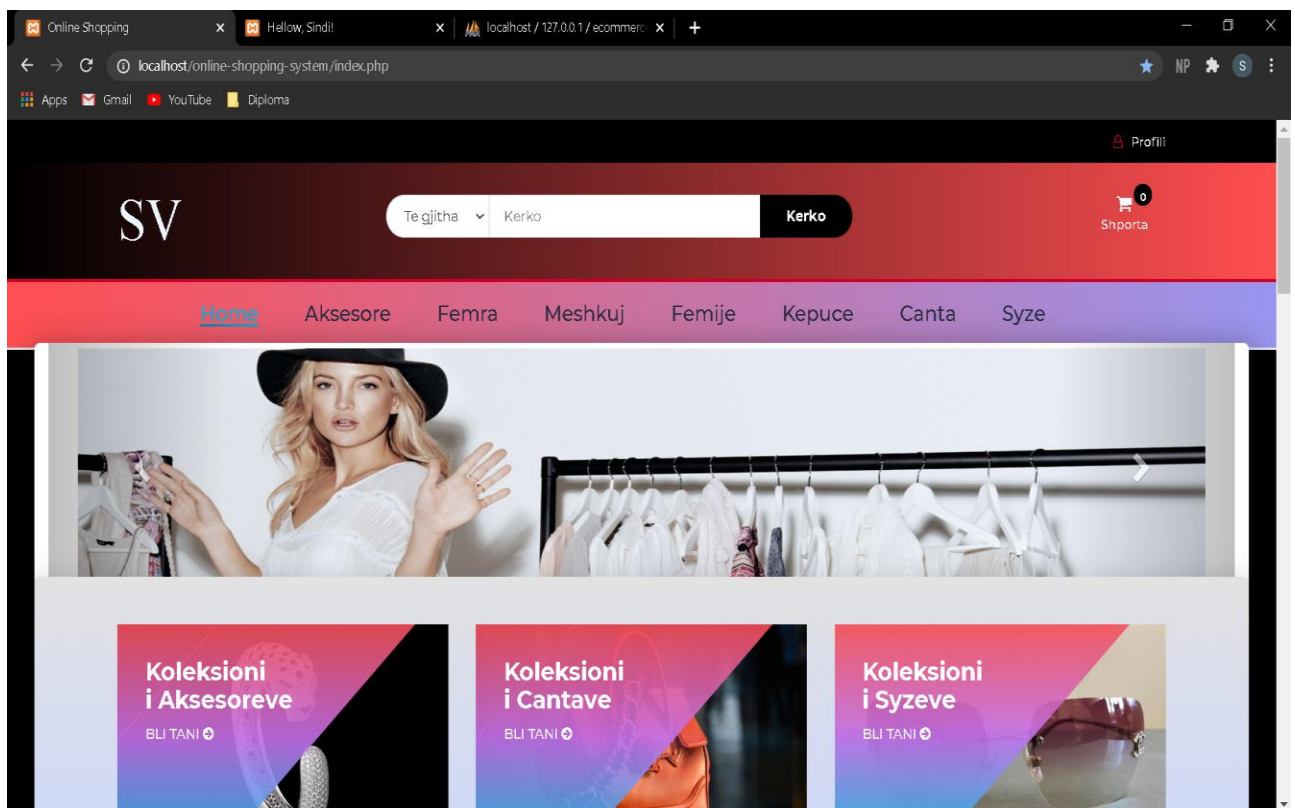 Online Shopping
Hellow, Sindi!
localhost / 127.0.0.1 / ecommerc
localhost/online-shopping-system/index.php
NP
S
Apps
Gmail
YouTube
Diploma
Profili
SV
Te gjitha
Kerko
Kerko
0
Shporta
Home
Aksesore
Femra
Meshkuj
Femije
Kepuce
Canta
Syze
Koleksioni
i Aksesoreve
BLI TANI
Koleksioni
i Cantave
BLI TANI
Koleksioni
i Syzeve
BLI TANI